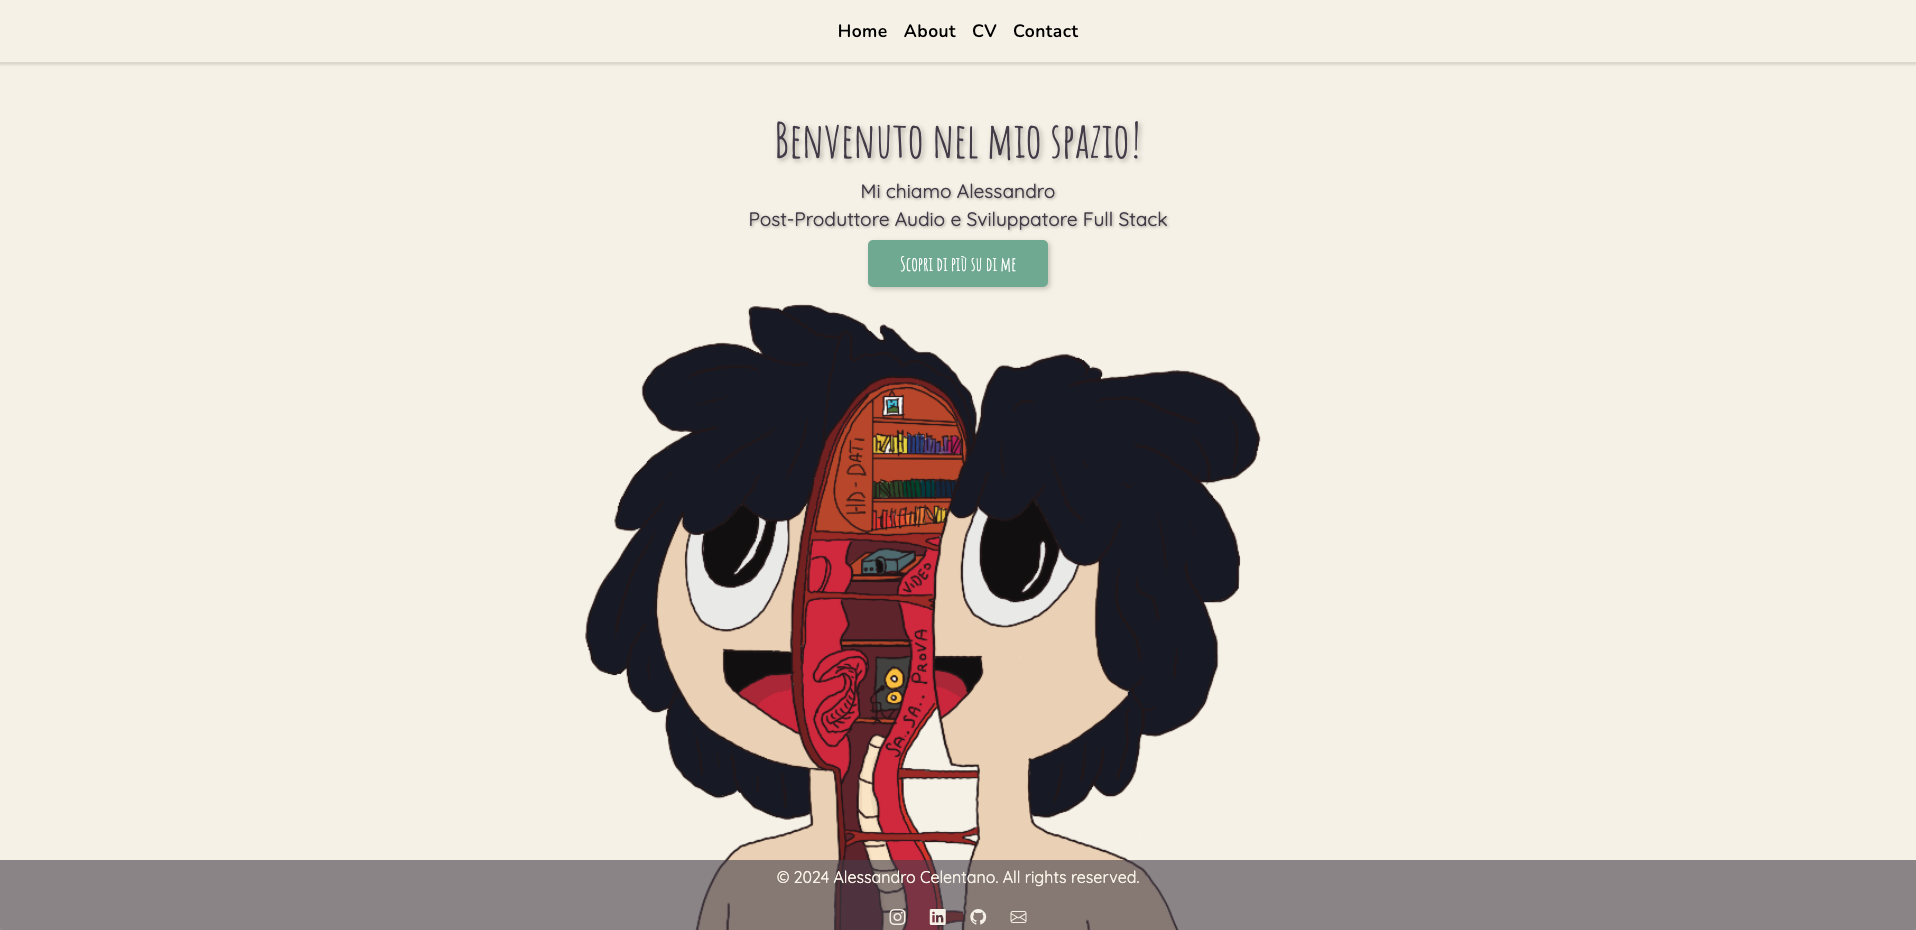 Home About CV Contact
Benvenuto nel mio spazio!
Mi chiamo Alessandro
Post-Produttore Audio e Sviluppatore Full Stack
Scopri di più su di me
HD-DATI
VIDEO
SA..SA.. PROVA
© 2024 Alessandro Celentano. All rights reserved.